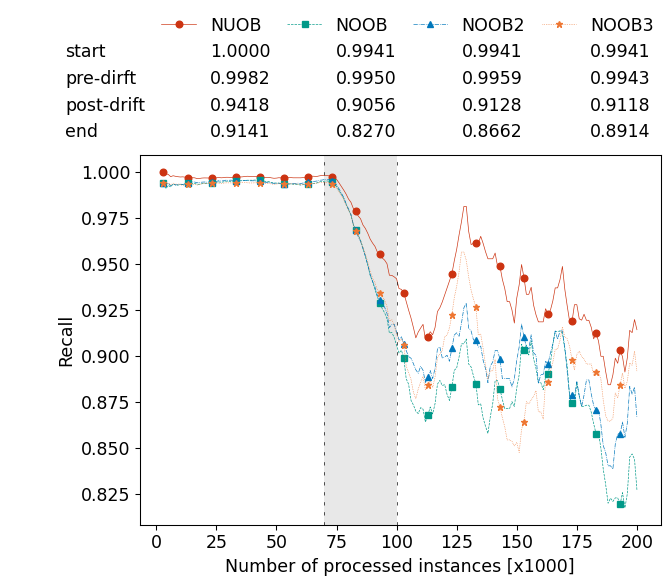 NUOB NOOB NOOB2 NOOB3
start 1.0000 0.9941 0.9941 0.9941
pre-dirft 0.9982 0.9950 0.9959 0.9943
post-drift 0.9418 0.9056 0.9128 0.9118
end 0.9141 0.8270 0.8662 0.8914
1.000
0.975
0.950
0.925
0.900
0.875
0.850
0.825
Recall
0 25 50 75 100 125 150 175 200
Number of processed instances [x1000]